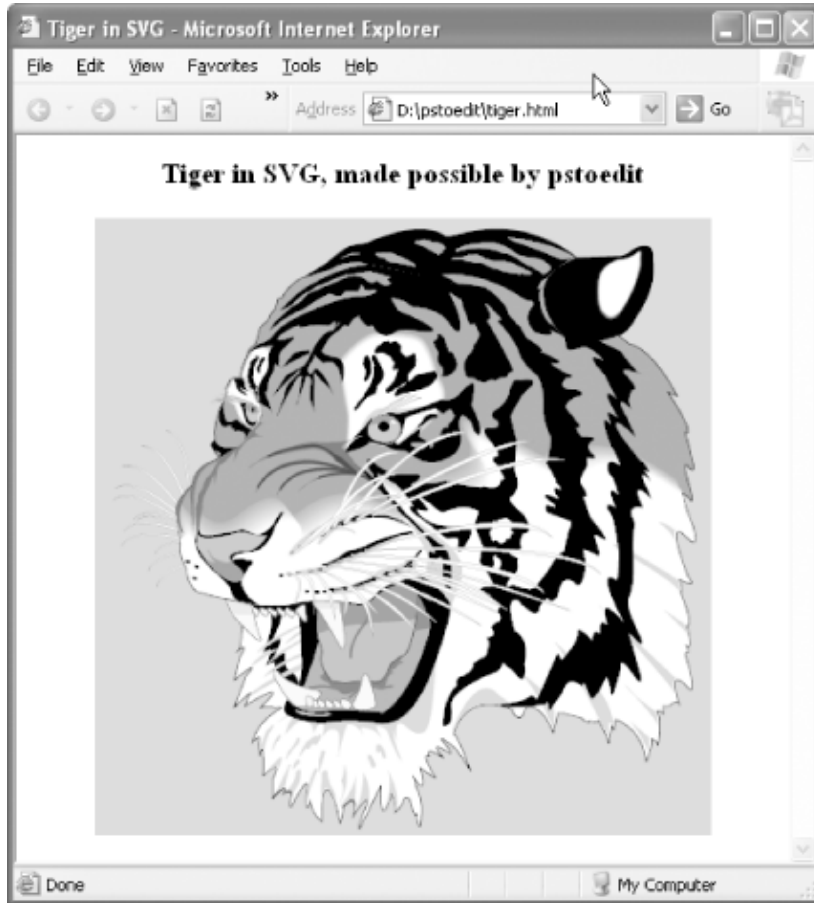 Tiger in SVG - Microsoft Internet Explorer
File Edit View Favorites Tools Help
» Address D:\pstoedit\tiger.html Go
Tiger in SVG, made possible by pstoedit
Done My Computer